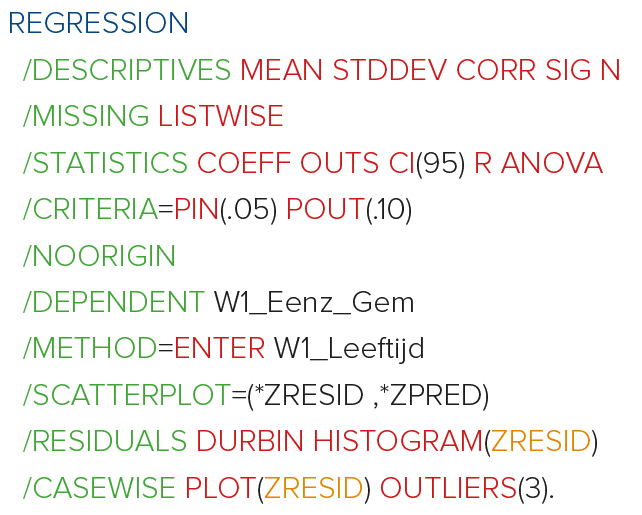 REGRESSION
/DESCRIPTIVES MEAN STDDEV CORR SIG N
/MISSING LISTWISE
/STATISTICS COEFF OUTS CI(95) R ANOVA
/CRITERIA=PIN(.05) POUT(.10)
/NOORIGIN
/DEPENDENT W1_Eenz_Gem
/METHOD=ENTER W1_Leeftijd
/SCATTERPLOT=(*ZRESID ,*ZPRED)
/RESIDUALS DURBIN HISTOGRAM(ZRESID)
/CASEWISE PLOT(ZRESID) OUTLIERS(3).